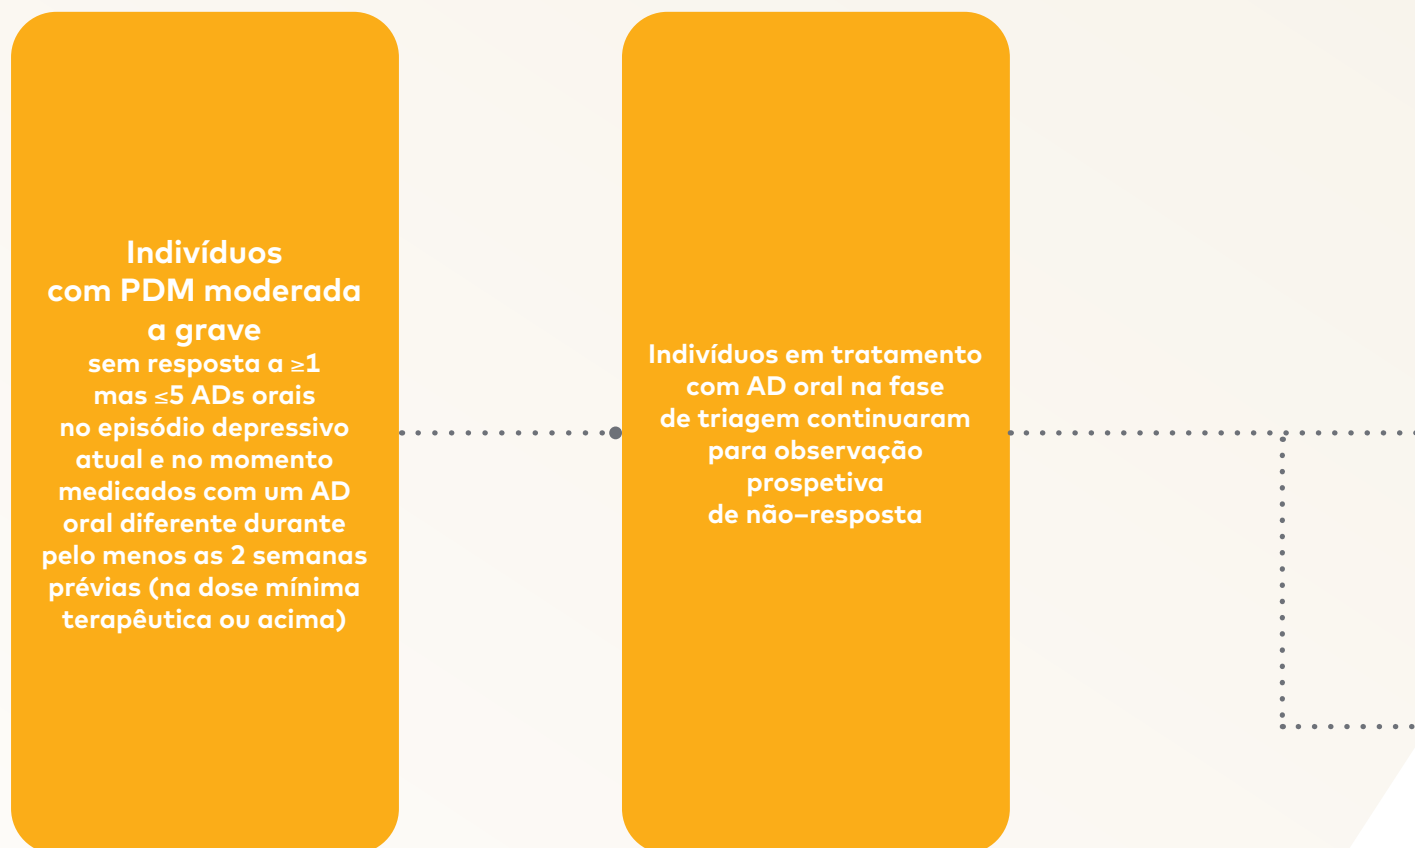 Indivíduos
com PDM moderada
a grave
sem resposta a ≥1
mas ≤5 ADs orais
no episódio depressivo
atual e no momento
medicados com um AD
oral diferente durante
pelo menos as 2 semanas
prévias (na dose mínima
terapêutica ou acima)
Indivíduos em tratamento
com AD oral na fase
de triagem continuaram
para observação
prospetiva
de não–resposta